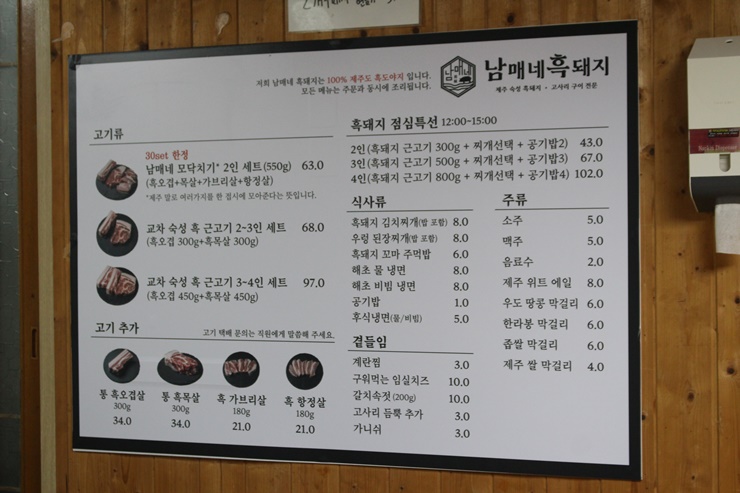 저희 남매네 흑돼지는 100% 제주도 흑도야지 입니다.
모든 메뉴는 주문과 동시에 조리됩니다.
남매네
남매네흑돼지
제주 숙성 흑돼지 · 고사리 구이 전문
고기류
30set 한정
남매네 모닥치기* 2인 세트(550g) 63.0
(흑오겹+목살+가브리살+항정살)
*제주 말로 여러가지를 한 접시에 모아준다는 뜻입니다.
교차 숙성 흑 근고기 2~3인 세트 68.0
(흑오겹 300g+흑목살 300g)
교차 숙성 흑 근고기 3~4인 세트 97.0
(흑오겹 450g+흑목살 450g)
고기 추가
고기 택배 문의는 직원에게 말씀해 주세요.
통 흑오겹살 통 흑목살 흑 가브리살 흑 항정살
300g 300g 180g 180g
34.0 34.0 21.0 21.0
흑돼지 점심특선 12:00~15:00
2인(흑돼지 근고기 300g + 찌개선택 + 공기밥2) 43.0
3인(흑돼지 근고기 500g + 찌개선택 + 공기밥3) 67.0
4인(흑돼지 근고기 800g + 찌개선택 + 공기밥4) 102.0
식사류
흑돼지 김치찌개(밥 포함) 8.0
우렁 된장찌개(밥 포함) 8.0
흑돼지 꼬마 주먹밥 6.0
해초 물 냉면 8.0
해초 비빔 냉면 8.0
공기밥 1.0
후식냉면(물/비빔) 5.0
곁들임
계란찜 3.0
구워먹는 임실치즈 10.0
갈치속젓(200g) 10.0
고사리 듬뿍 추가 3.0
가니쉬 3.0
주류
소주 5.0
맥주 5.0
음료수 2.0
제주 위트 에일 8.0
우도 땅콩 막걸리 6.0
한라봉 막걸리 6.0
좁쌀 막걸리 6.0
제주 쌀 막걸리 4.0